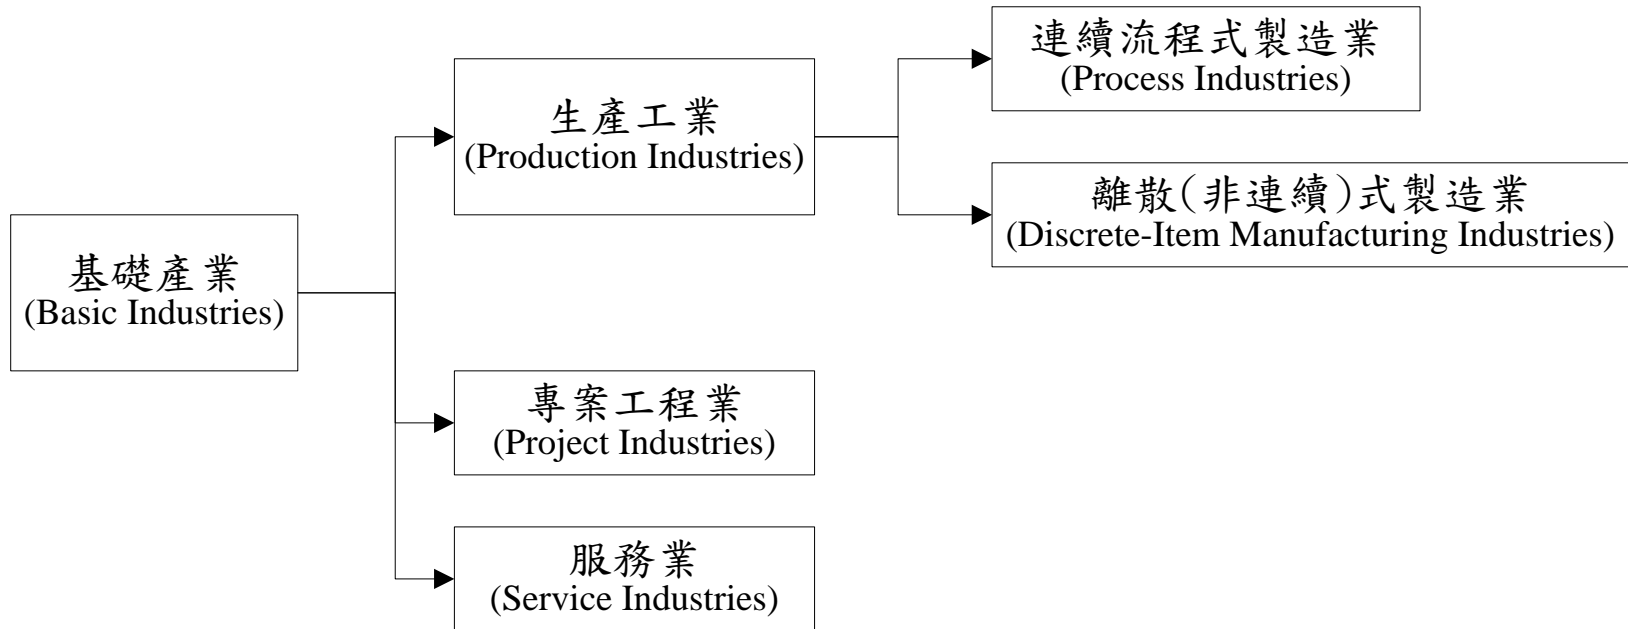 基礎產業
(Basic Industries)
生產工業
(Production Industries)
專案工程業
(Project Industries)
服務業
(Service Industries)
連續流程式製造業
(Process Industries)
離散(非連續)式製造業
(Discrete-Item Manufacturing Industries)